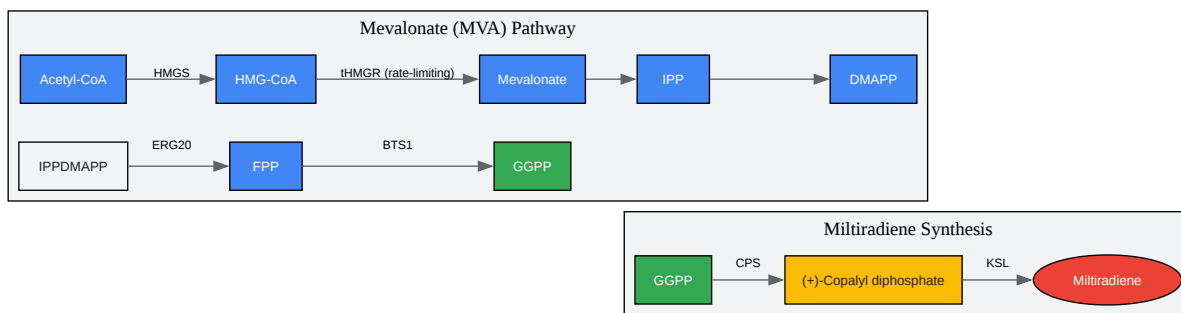 Mevalonate (MVA) Pathway
Acetyl-CoA
HMGS
HMG-CoA
tHMGR (rate-limiting)
Mevalonate
IPP
DMAPP
IPPDMAPP
ERG20
FPP
BTS1
GGPP
Miltiradiene Synthesis
GGPP
CPS
(+)-Copalyl diphosphate
KSL
Miltiradiene